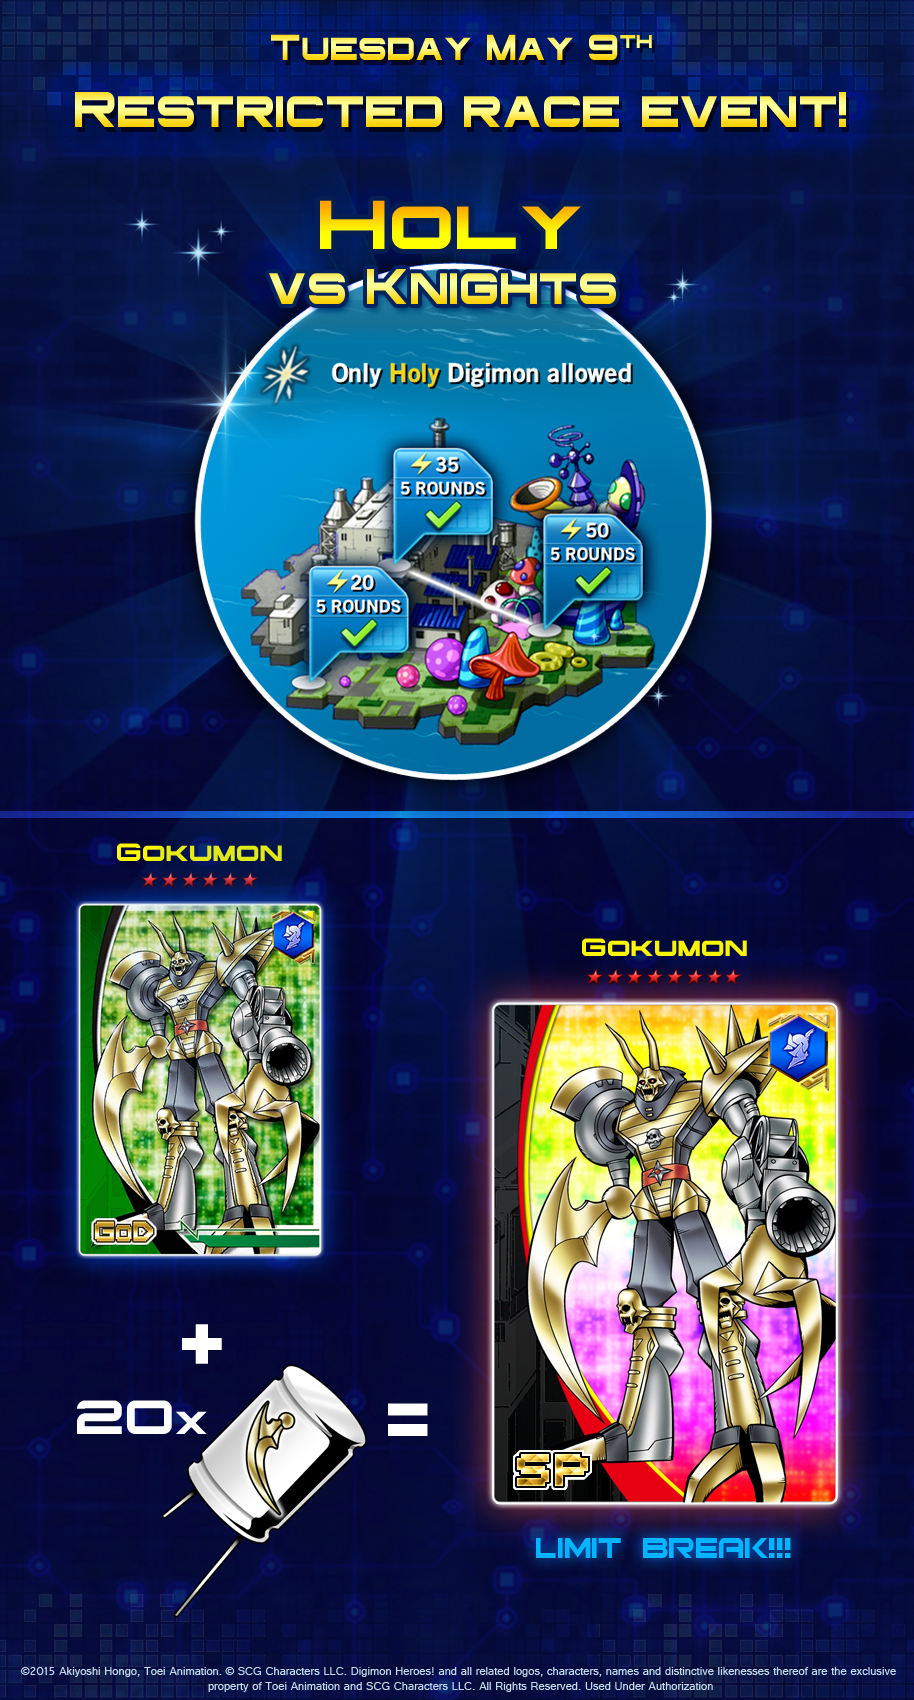 Tuesday May 9th
Restricted race event!
Holy
vs Knights
Only Holy Digimon allowed
35
5 ROUNDS
50
5 ROUNDS
20
5 ROUNDS
Gokumon
GoD
Gokumon
SP
+
20x
=
LIMIT BREAK!!!
©2015 Akiyoshi Hongo, Toei Animation. © SCG Characters LLC. Digimon Heroes! and all related logos, characters, names and distinctive likenesses thereof are the exclusive
property of Toei Animation and SCG Characters LLC. All Rights Reserved. Used Under Authorization